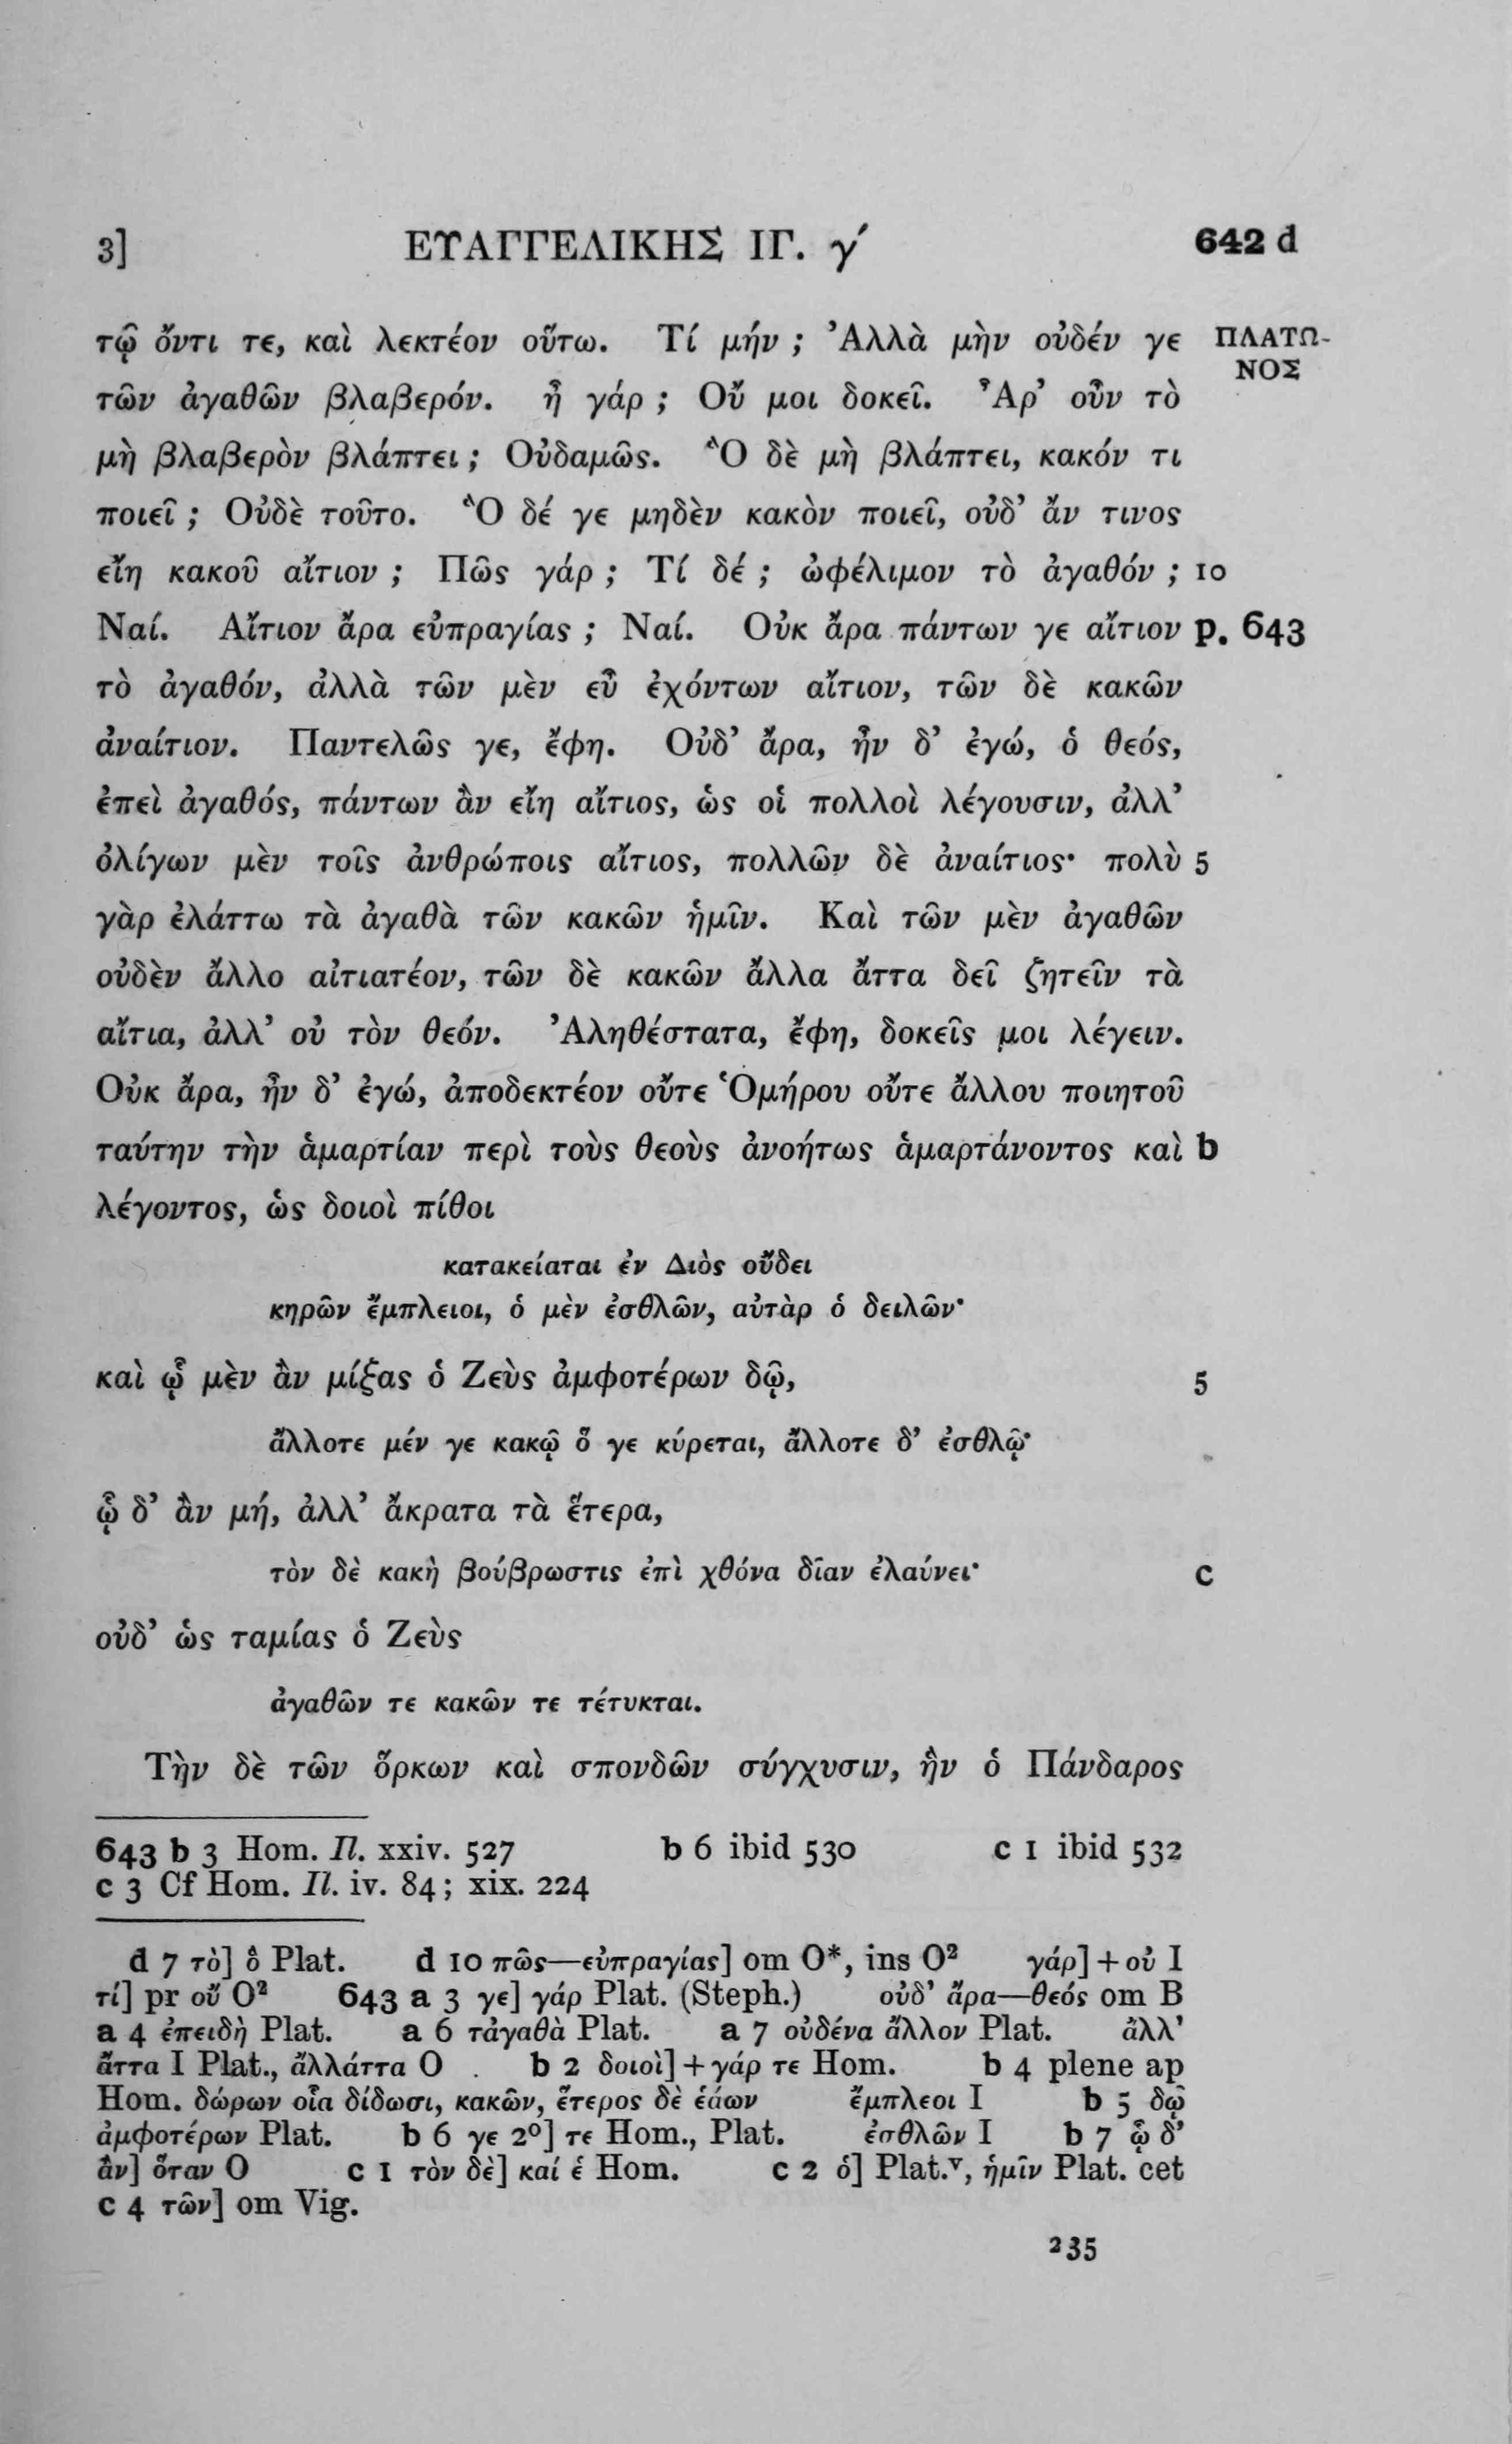 3] ΕΥΑΓΓΕΛΙΚΗΣ ΙΓ. γ´ 642 d
τῷ ὄντι τε, καὶ λεκτέον οὕτω. Τί μήν ; Ἀλλὰ μὴν οὐδέν γε ΠΛΑΤΩ-
ΝΟΣ
τῶν ἀγαθῶν βλαβερόν. ἦ γάρ ; Οὔ μοι δοκεῖ. Ἆρ’ οὖν τὸ
μὴ βλαβερὸν βλάπτει ; Οὐδαμῶς. Ὃ δὲ μὴ βλάπτει, κακόν τι
ποιεῖ ; Οὐδὲ τοῦτο. Ὃ δέ γε μηδὲν κακὸν ποιεῖ, οὐδ’ ἄν τινος
εἴη κακοῦ αἴτιον ; Πῶς γάρ ; Τί δέ ; ὠφέλιμον τὸ ἀγαθόν ; 10
Ναί. Αἴτιον ἄρα εὐπραγίας ; Ναί. Οὐκ ἄρα πάντων γε αἴτιον p. 643
τὸ ἀγαθόν, ἀλλὰ τῶν μὲν εὖ ἐχόντων αἴτιον, τῶν δὲ κακῶν
ἀναίτιον. Παντελῶς γε, ἔφη. Οὐδ’ ἄρα, ἦν δ’ ἐγώ, ὁ θεός,
ἐπεὶ ἀγαθός, πάντων ἂν εἴη αἴτιος, ὡς οἱ πολλοὶ λέγουσιν, ἀλλ’
ὀλίγων μὲν τοῖς ἀνθρώποις αἴτιος, πολλῶν δὲ ἀναίτιος· πολὺ 5
γὰρ ἐλάττω τὰ ἀγαθὰ τῶν κακῶν ἡμῖν. Καὶ τῶν μὲν ἀγαθῶν
οὐδὲν ἄλλο αἰτιατέον, τῶν δὲ κακῶν ἄλλα ἄττα δεῖ ζητεῖν τὰ
αἴτια, ἀλλ’ οὐ τὸν θεόν. Ἀληθέστατα, ἔφη, δοκεῖς μοι λέγειν.
Οὐκ ἄρα, ἦν δ’ ἐγώ, ἀποδεκτέον οὔτε Ὁμήρου οὔτε ἄλλου ποιητοῦ
ταύτην τὴν ἁμαρτίαν περὶ τοὺς θεοὺς ἀνοήτως ἁμαρτάνοντος καὶ b
λέγοντος, ὡς δοιοὶ πίθοι
κατακείαται ἐν Διὸς οὔδει
κηρῶν ἔμπλειοι, ὁ μὲν ἐσθλῶν, αὐτὰρ ὁ δειλῶν·
καὶ ᾧ μὲν ἂν μίξας ὁ Ζεὺς ἀμφοτέρων δῷ, 5
ἄλλοτε μέν γε κακῷ ὅ γε κύρεται, ἄλλοτε δ’ ἐσθλῷ·
ᾧ δ’ ἂν μή, ἀλλ’ ἄκρατα τὰ ἕτερα,
τὸν δὲ κακὴ βούβρωστις ἐπὶ χθόνα δῖαν ἐλαύνει· c
οὐδ’ ὡς ταμίας ὁ Ζεὺς
ἀγαθῶν τε κακῶν τε τέτυκται.
Τὴν δὲ τῶν ὅρκων καὶ σπονδῶν σύγχυσιν, ἣν ὁ Πάνδαρος
643 b 3 Hom. Il. xxiv. 527 b 6 ibid 530 c 1 ibid 532
c 3 Cf Hom. Il. iv. 84; xix. 224
d 7 τὸ] ὃ Plat. d 10 πῶς—εὐπραγίας] om O*, ins O² γάρ] + οὐ I
τί] pr οὔ O² 643 a 3 γε] γάρ Plat. (Steph.) οὐδ’ ἄρα—θεός om B
a 4 ἐπειδὴ Plat. a 6 τἀγαθὰ Plat. a 7 οὐδένα ἄλλον Plat. ἀλλ’
ἄττα I Plat., ἀλλάττα O b 2 δοιοὶ] + γάρ τε Hom. b 4 plene ap
Hom. δώρων οἷα δίδωσι, κακῶν, ἕτερος δὲ ἑάων ἔμπλεοι I b 5 δῷ
ἀμφοτέρων Plat. b 6 γε 2⁰] τε Hom., Plat. ἐσθλῶν I b 7 ᾧ δ’
ἂν] ὅταν O c 1 τὸν δὲ] καί ἑ Hom. c 2 ὁ] Plat.ᵛ, ἡμῖν Plat. cet
c 4 τῶν] om Vig.
235